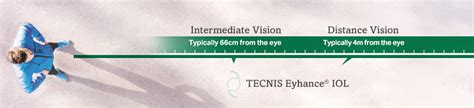 Intermediate Vision
Typically 66cm from the eye
Distance Vision
Typically 4m from the eye
TECNIS Eyhance® IOL